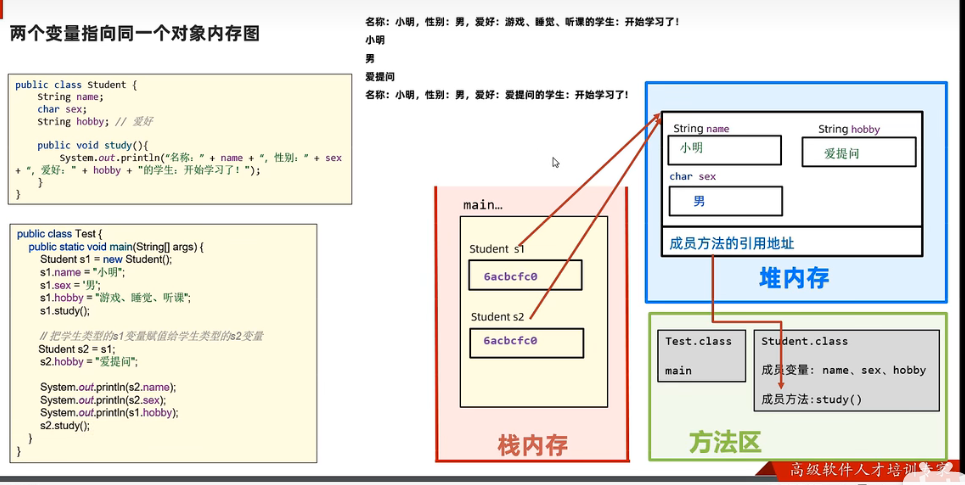 两个变量指向同一个对象内存图
名称：小明，性别：男，爱好：游戏、睡觉、听课的学生：开始学习了！
小明
男
爱提问
名称：小明，性别：男，爱好：爱提问的学生：开始学习了！
public class Student {
String name;
char sex;
String hobby; // 爱好
public void study(){
System.out.println(“名称：" + name + “, 性别：" + sex
+ “, 爱好：" + hobby + "的学生：开始学习了！");
}
}
public class Test {
public static void main(String[] args) {
Student s1 = new Student();
s1.name = "小明";
s1.sex = '男';
s1.hobby = "游戏、睡觉、听课";
s1.study();
// 把学生类型的s1变量赋值给学生类型的s2变量
Student s2 = s1;
s2.hobby = "爱提问";
System.out.println(s2.name);
System.out.println(s2.sex);
System.out.println(s1.hobby);
s2.study();
}
}
main…
Student s1
6acbcfc0
Student s2
6acbcfc0
栈内存
String name
小明
String hobby
爱提问
char sex
男
成员方法的引用地址
堆内存
Test.class
main
Student.class
成员变量：name、sex、hobby
成员方法:study()
方法区
高级软件人才培训专家